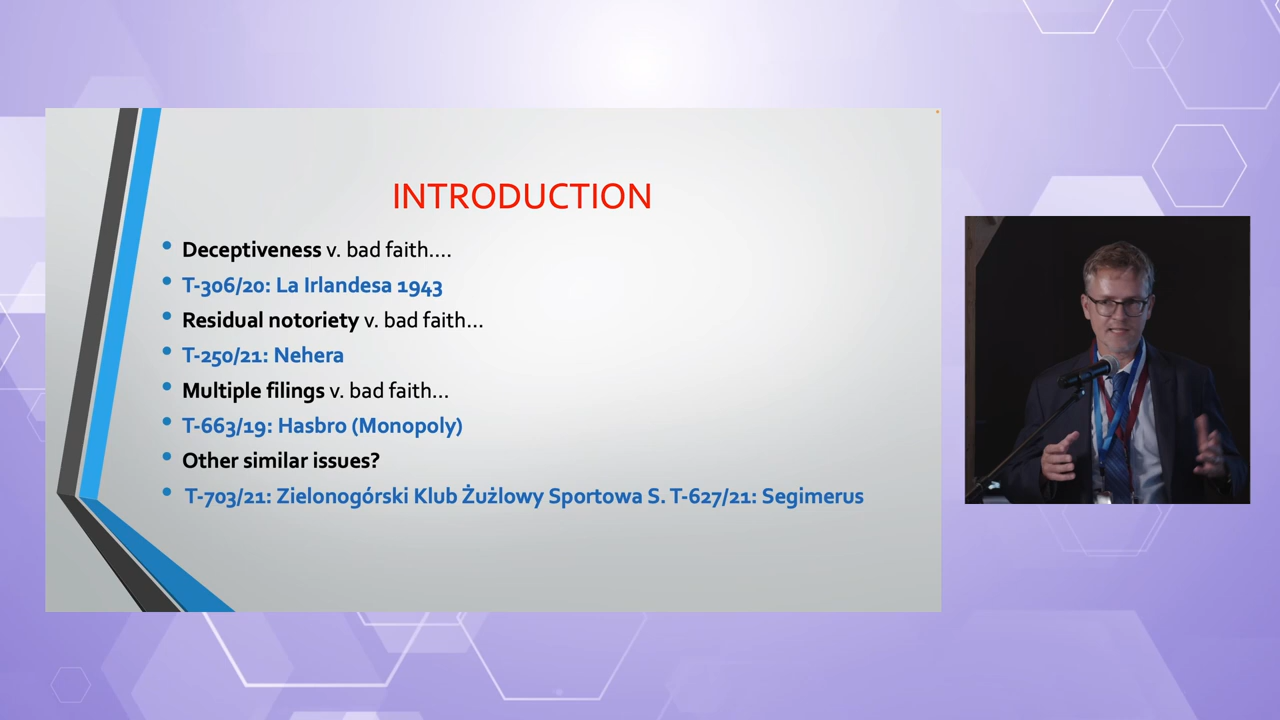 INTRODUCTION
• Deceptiveness v. bad faith....
• T-306/20: La Irlandesa 1943
• Residual notoriety v. bad faith...
• T-250/21: Nehera
• Multiple filings v. bad faith...
• T-663/19: Hasbro (Monopoly)
• Other similar issues?
• T-703/21: Zielonogórski Klub Żużlowy Sportowa S. T-627/21: Segimerus